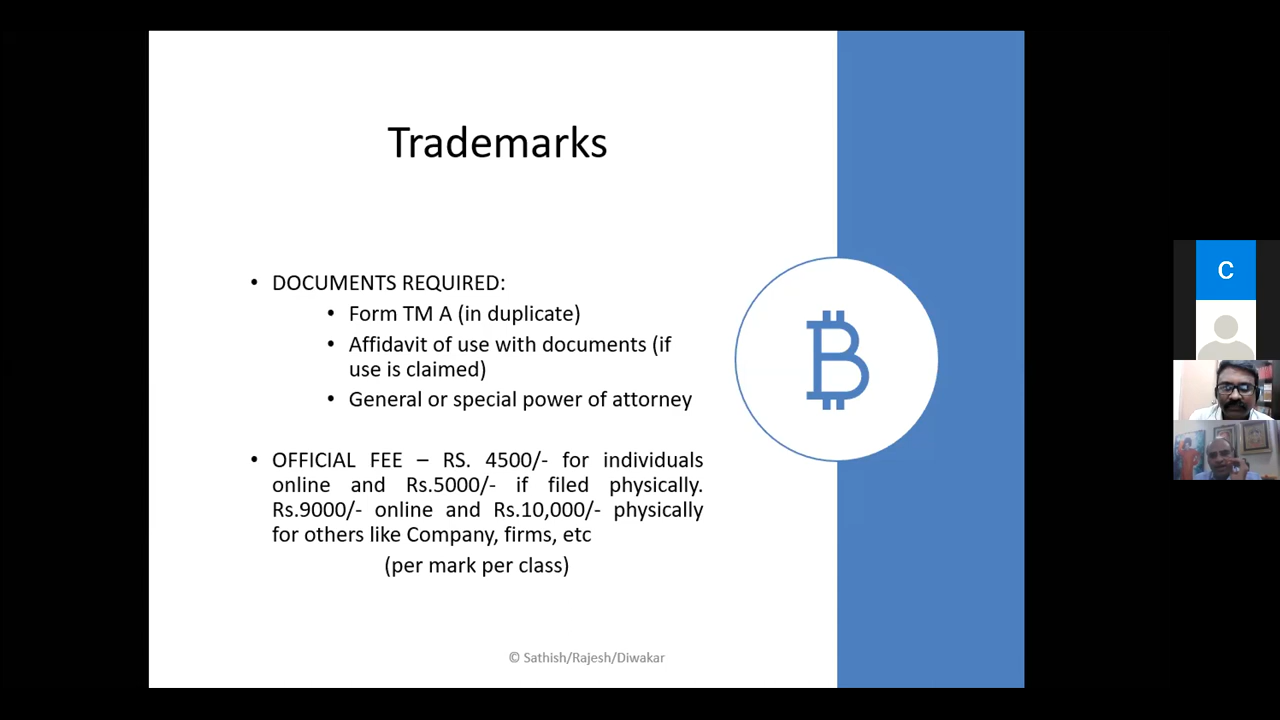 Trademarks
• DOCUMENTS REQUIRED:
• Form TM A (in duplicate)
• Affidavit of use with documents (if
use is claimed)
• General or special power of attorney
• OFFICIAL FEE – RS. 4500/- for individuals
online and Rs.5000/- if filed physically.
Rs.9000/- online and Rs.10,000/- physically
for others like Company, firms, etc
(per mark per class)
© Sathish/Rajesh/Diwakar
C